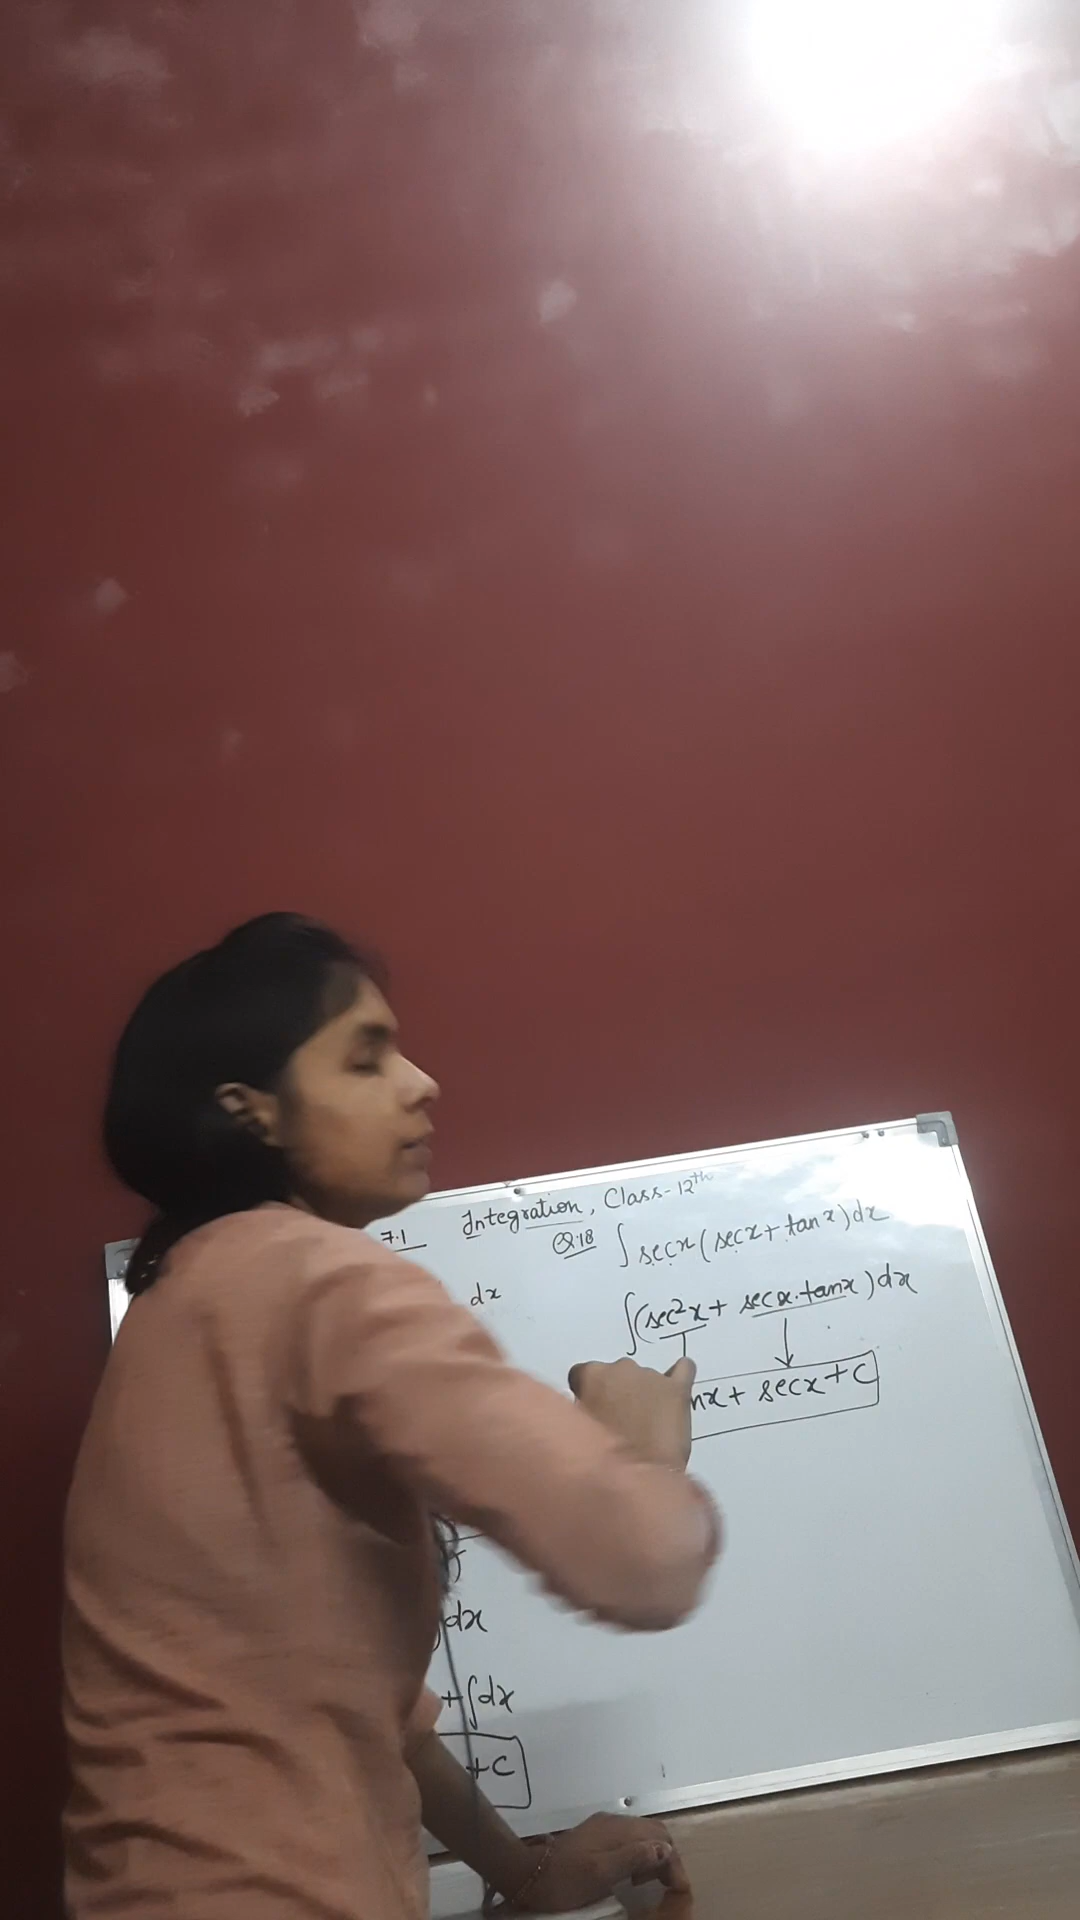 7.1 Integration, Class-12th
Q.18 ∫ secx (secx + tanx) dx
dx
∫(sec²x + secx.tanx) dx
nx + secx + C
dx
+ ∫dx
+ C